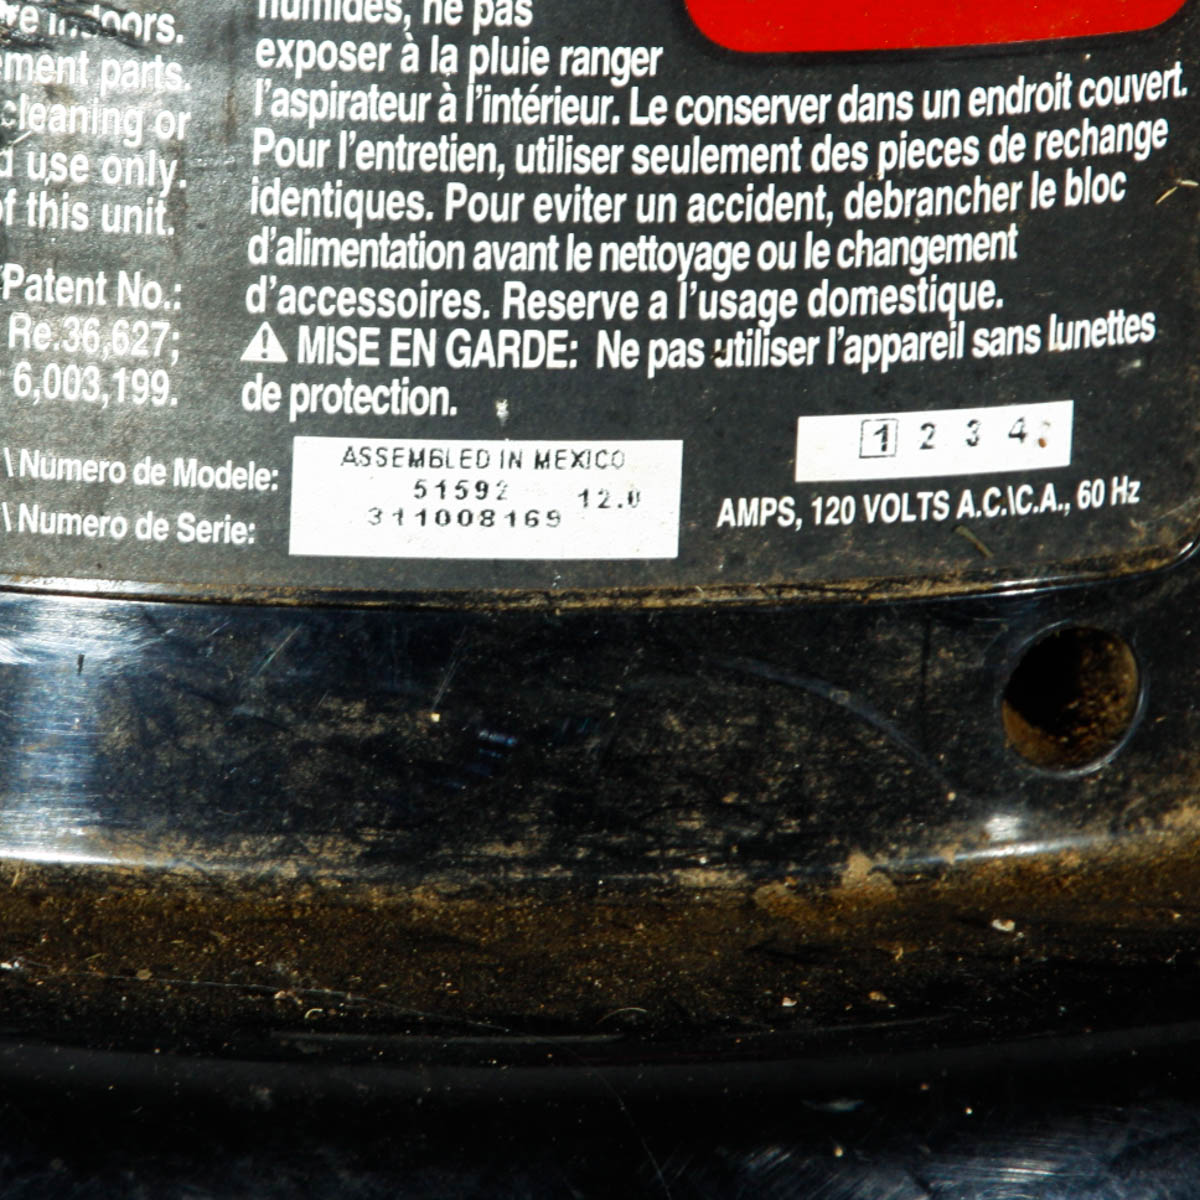 re indoors.
ment parts.
cleaning or
d use only.
of this unit.
Patent No.:
Re.36,627;
6,003,199.
humides, ne pas
exposer à la pluie ranger
l'aspirateur à l'intérieur. Le conserver dans un endroit couvert.
Pour l'entretien, utiliser seulement des pieces de rechange
identiques. Pour eviter un accident, debrancher le bloc
d'alimentation avant le nettoyage ou le changement
d'accessoires. Reserve a l'usage domestique.
⚠ MISE EN GARDE: Ne pas utiliser l'appareil sans lunettes
de protection.
\ Numero de Modele:
\ Numero de Serie:
ASSEMBLED IN MEXICO
51592 12.0
311008169
1 2 3 4
AMPS, 120 VOLTS A.C.\C.A., 60 Hz